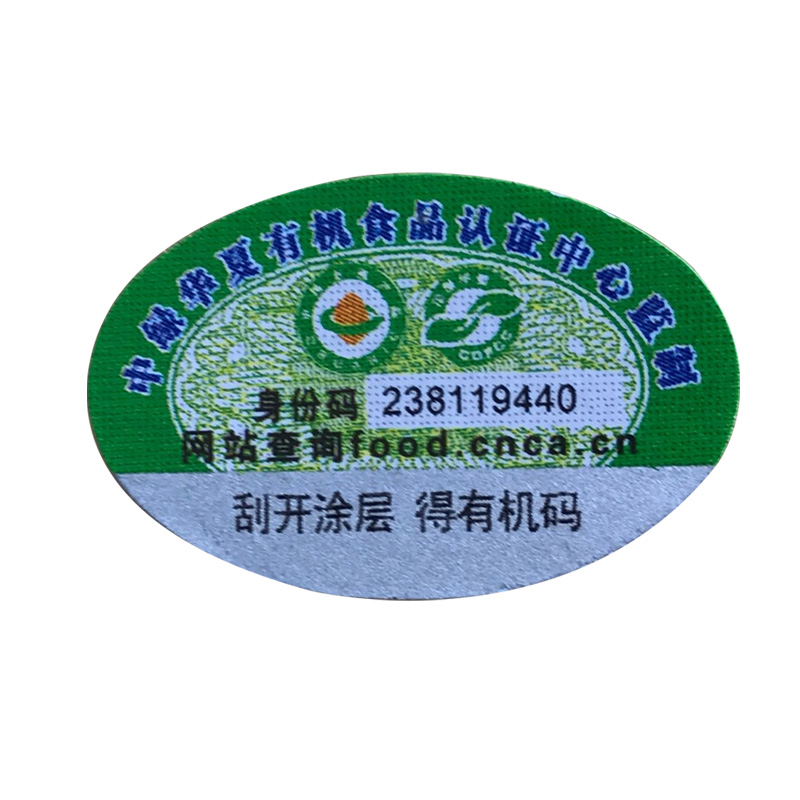 中绿华夏有机食品认证中心监制
COFCC
身份码 238119440
网站查询food.cnca.cn
刮开涂层 得有机码